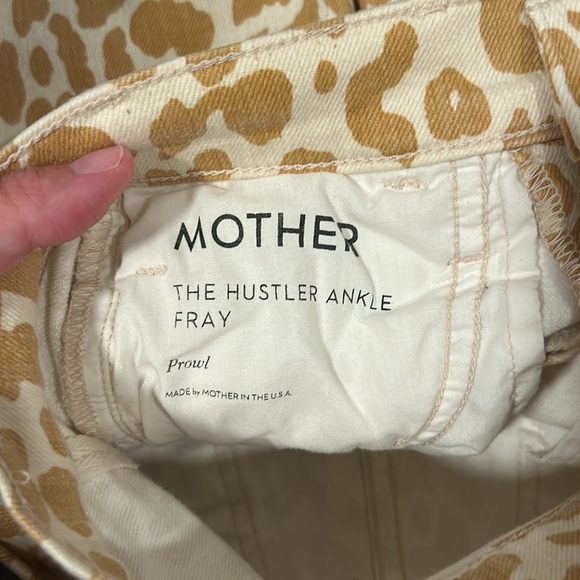 MOTHER
THE HUSTLER ANKLE
FRAY
Prowl
MADE by MOTHER IN THE U.S.A.